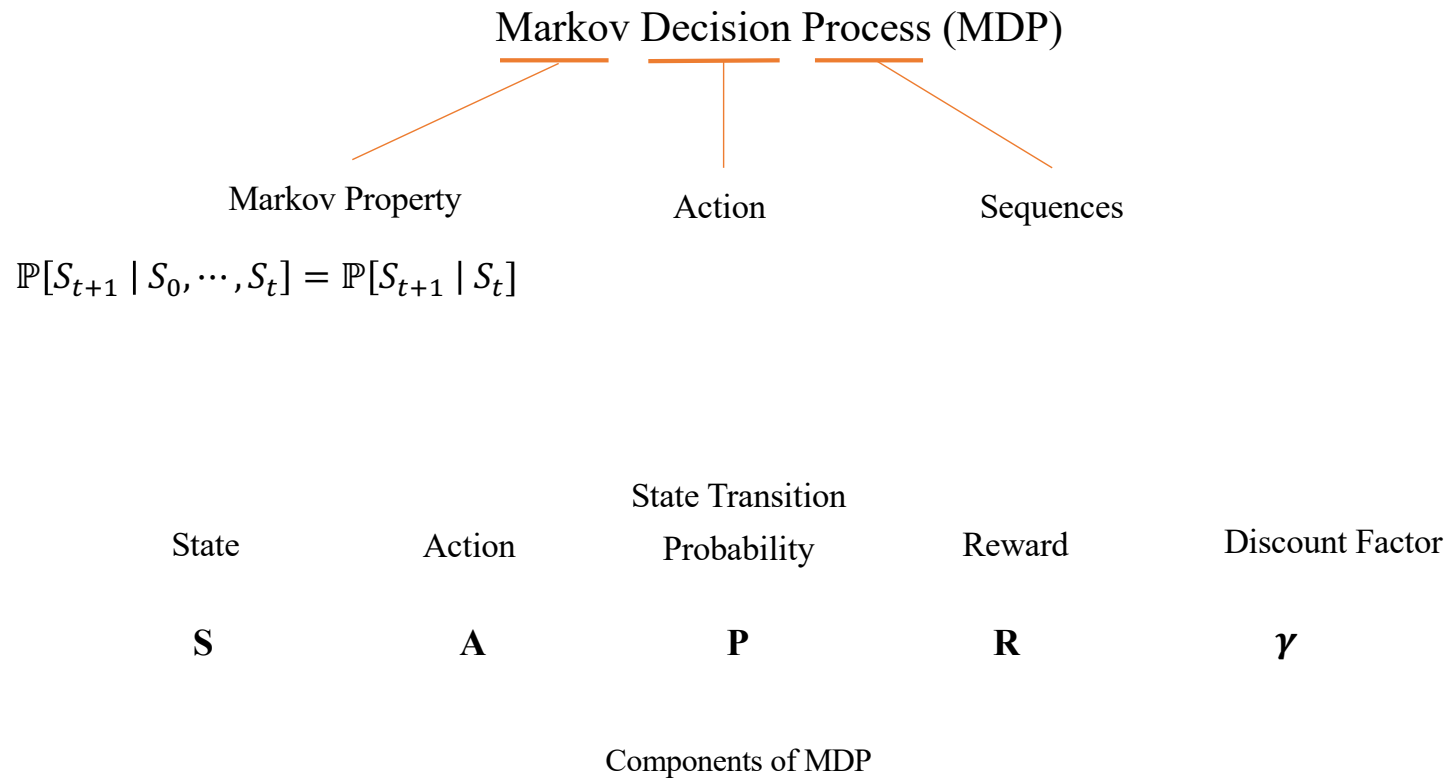 Markov Decision Process (MDP)
Markov Property
Action
Sequences
ℙ[S_{t+1} | S_0, ⋯, S_t] = ℙ[S_{t+1} | S_t]
State
Action
State Transition
Probability
Reward
Discount Factor
S
A
P
R
γ
Components of MDP